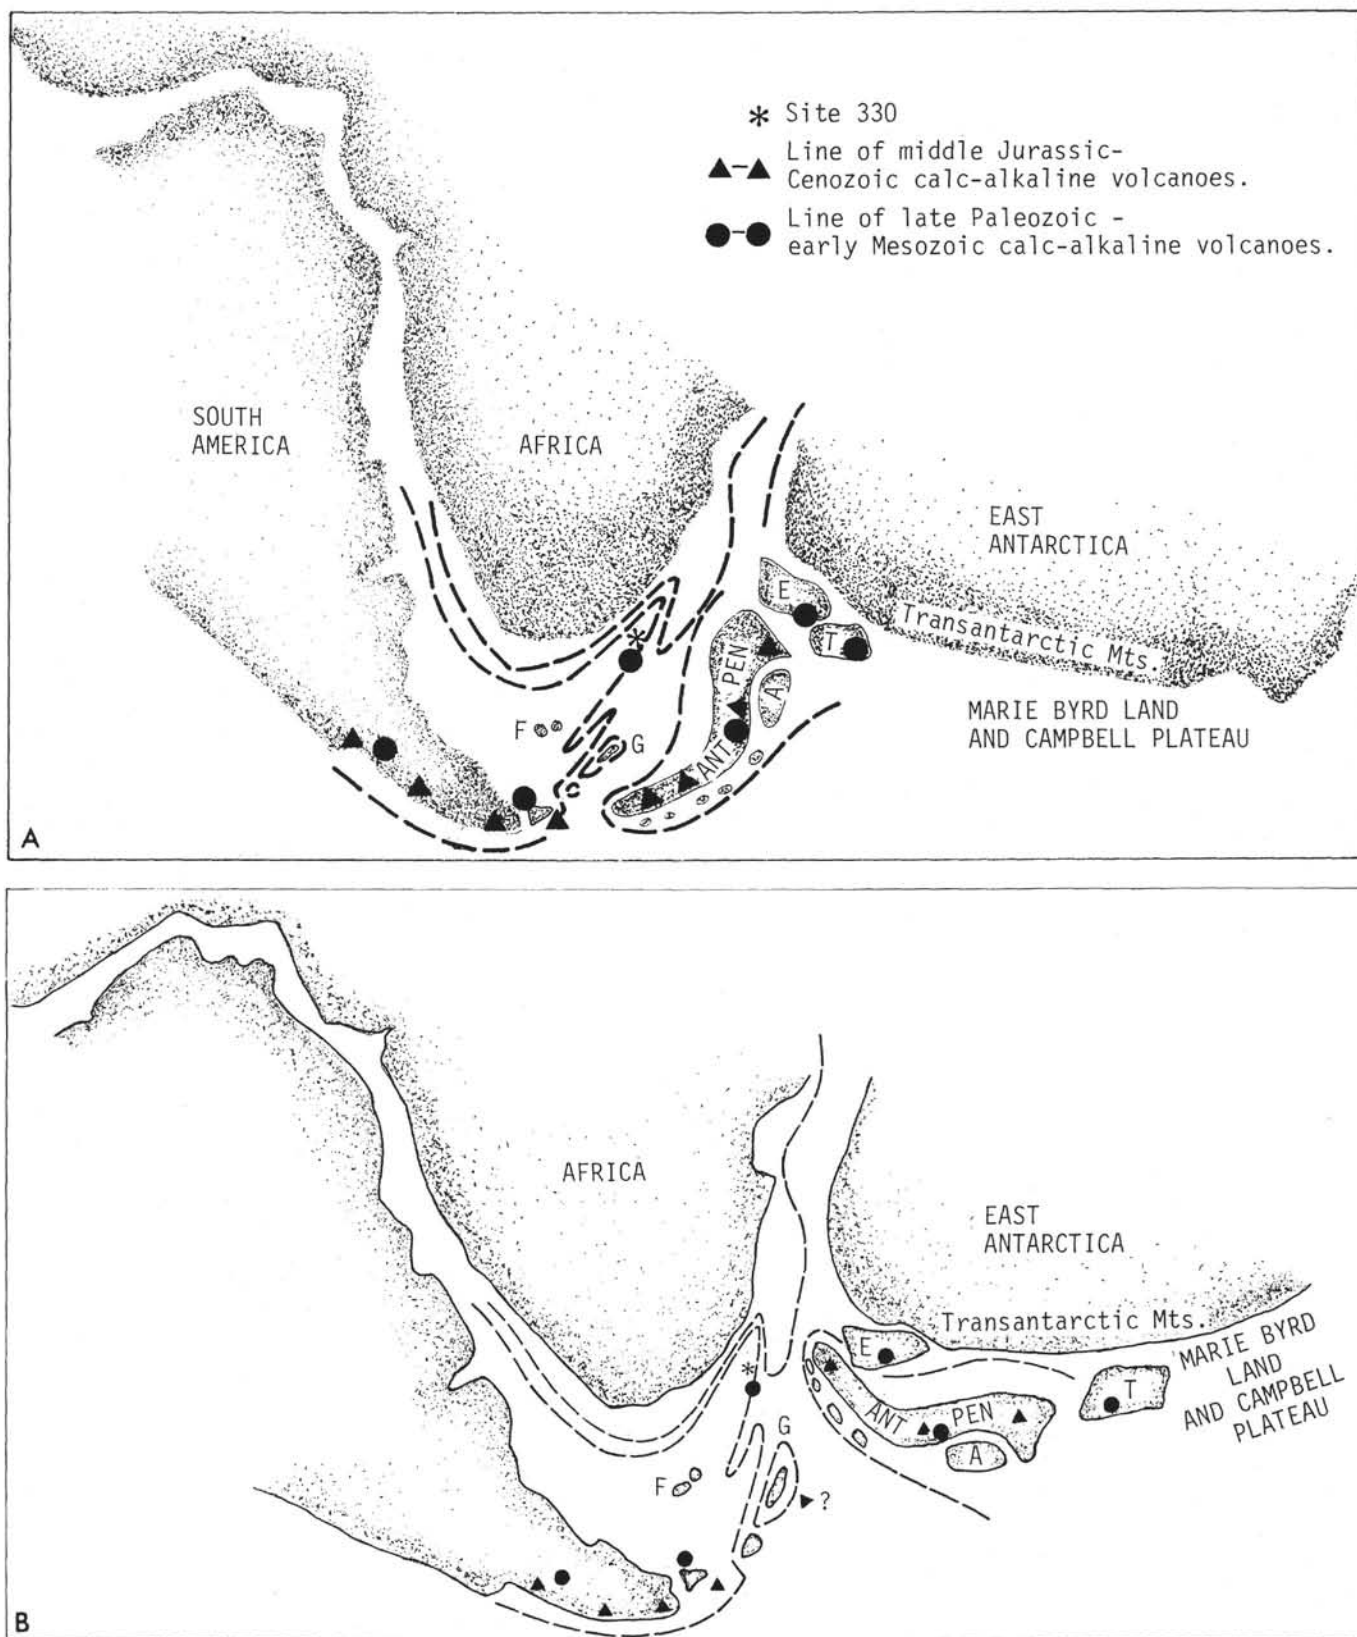 * Site 330
▲-▲ Line of middle Jurassic-
Cenozoic calc-alkaline volcanoes.
●-● Line of late Paleozoic -
early Mesozoic calc-alkaline volcanoes.
SOUTH
AMERICA
AFRICA
EAST
ANTARCTICA
E
T
Transantarctic Mts.
PEN
A
ANT
F
G
MARIE BYRD LAND
AND CAMPBELL PLATEAU
A
AFRICA
EAST
ANTARCTICA
Transantarctic Mts.
MARIE BYRD
LAND
AND CAMPBELL
PLATEAU
E
T
ANT
PEN
A
G
F
?
B